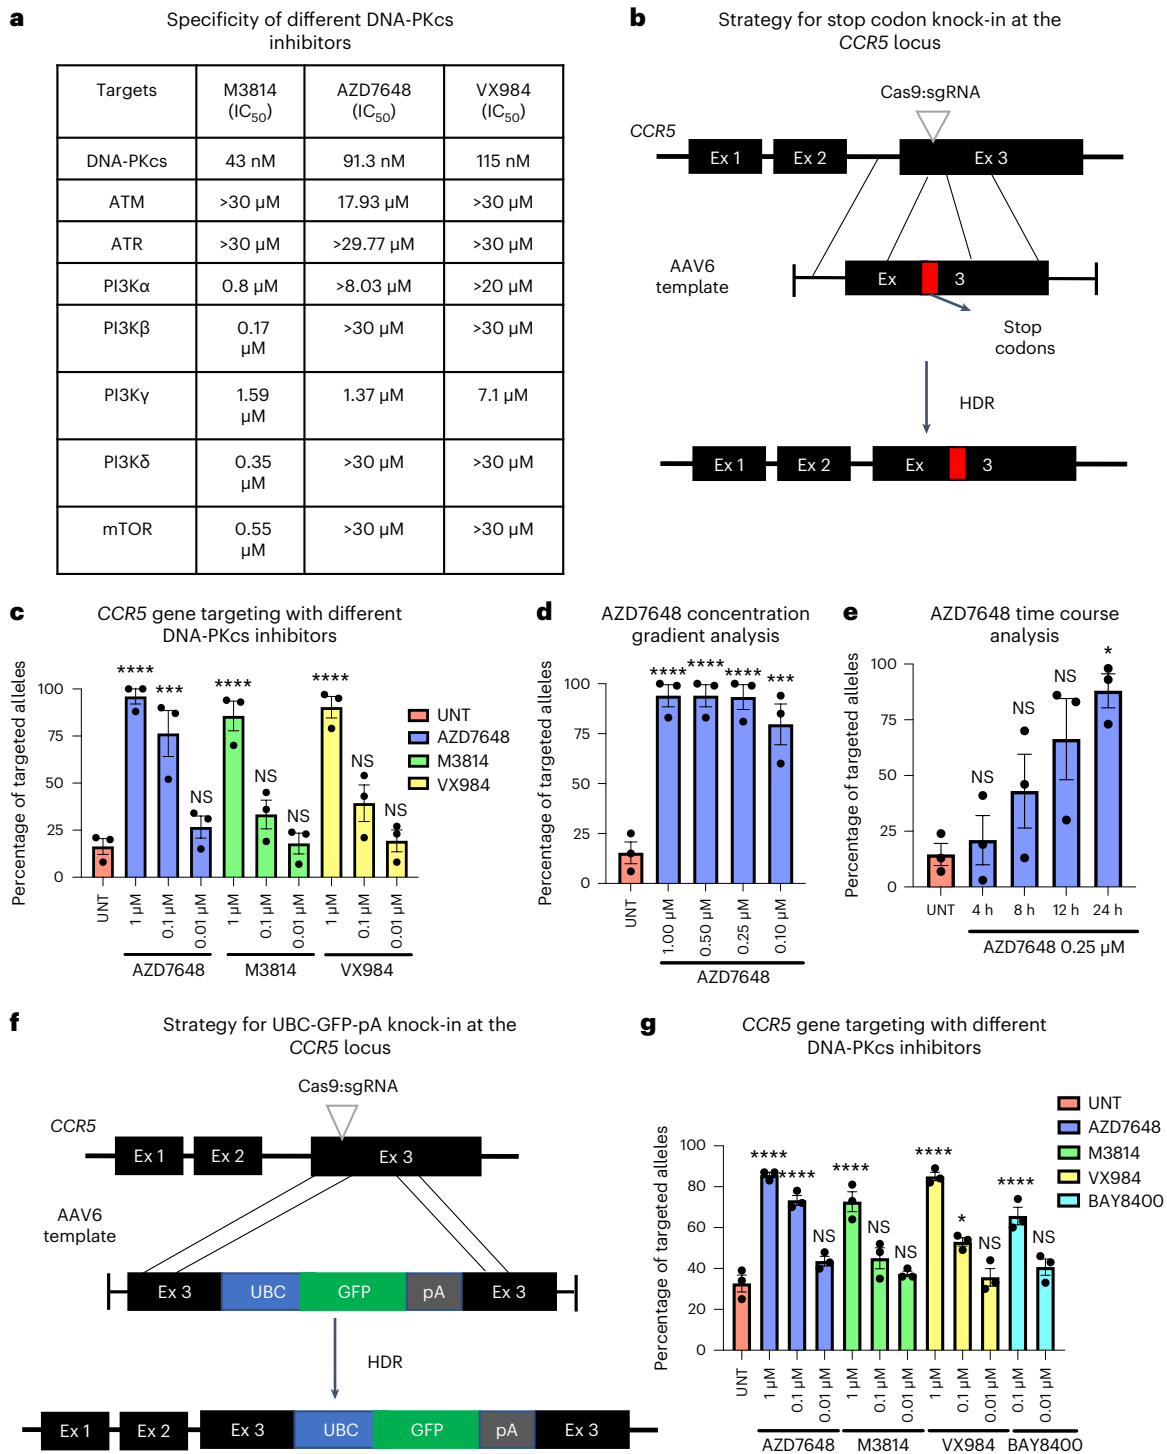 a
Specificity of different DNA-PKcs
inhibitors
Targets
M3814
(IC50)
AZD7648
(IC50)
VX984
(IC50)
DNA-PKcs
43 nM
91.3 nM
115 nM
ATM
>30 µM
17.93 µM
>30 µM
ATR
>30 µM
>29.77 µM
>30 µM
PI3Kα
0.8 µM
>8.03 µM
>20 µM
PI3Kβ
0.17
µM
>30 µM
>30 µM
PI3Kγ
1.59
µM
1.37 µM
7.1 µM
PI3Kδ
0.35
µM
>30 µM
>30 µM
mTOR
0.55
µM
>30 µM
>30 µM
b
Strategy for stop codon knock-in at the
CCR5 locus
Cas9:sgRNA
CCR5
Ex 1
Ex 2
Ex 3
AAV6
template
Ex 3
Stop
codons
HDR
Ex 1
Ex 2
Ex 3
c
CCR5 gene targeting with different
DNA-PKcs inhibitors
Percentage of targeted alleles
100
75
50
25
0
****
***
NS
****
NS
NS
****
NS
NS
UNT
AZD7648
M3814
VX984
UNT
1 µM
0.1 µM
0.01 µM
1 µM
0.1 µM
0.01 µM
1 µM
0.1 µM
0.01 µM
AZD7648
M3814
VX984
d
AZD7648 concentration
gradient analysis
Percentage of targeted alleles
100
75
50
25
0
****
****
****
***
UNT
1.00 µM
0.50 µM
0.25 µM
0.10 µM
AZD7648
e
AZD7648 time course
analysis
Percentage of targeted alleles
100
75
50
25
0
NS
NS
NS
*
UNT
4 h
8 h
12 h
24 h
AZD7648 0.25 µM
f
Strategy for UBC-GFP-pA knock-in at the
CCR5 locus
Cas9:sgRNA
CCR5
Ex 1
Ex 2
Ex 3
AAV6
template
Ex 3
UBC
GFP
pA
Ex 3
HDR
Ex 1
Ex 2
Ex 3
UBC
GFP
pA
Ex 3
g
CCR5 gene targeting with different
DNA-PKcs inhibitors
UNT
AZD7648
M3814
VX984
BAY8400
Percentage of targeted alleles
100
80
60
40
20
0
****
****
NS
****
NS
NS
****
*
NS
****
NS
UNT
1 µM
0.1 µM
0.01 µM
1 µM
0.1 µM
0.01 µM
1 µM
0.1 µM
0.01 µM
0.1 µM
0.01 µM
AZD7648
M3814
VX984
BAY8400